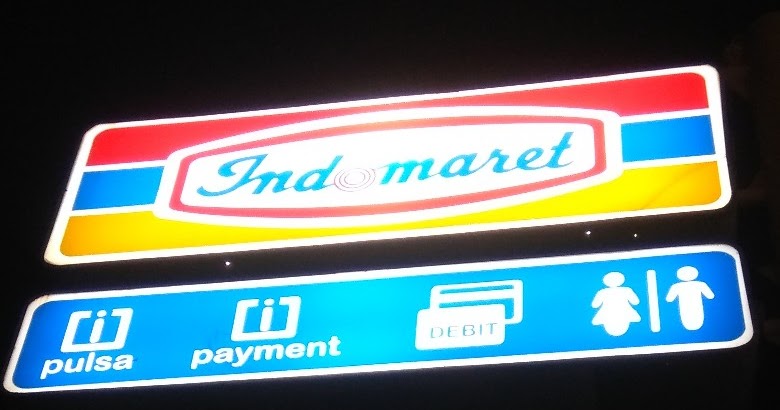 Indomaret
[i] [i] DEBIT
pulsa payment